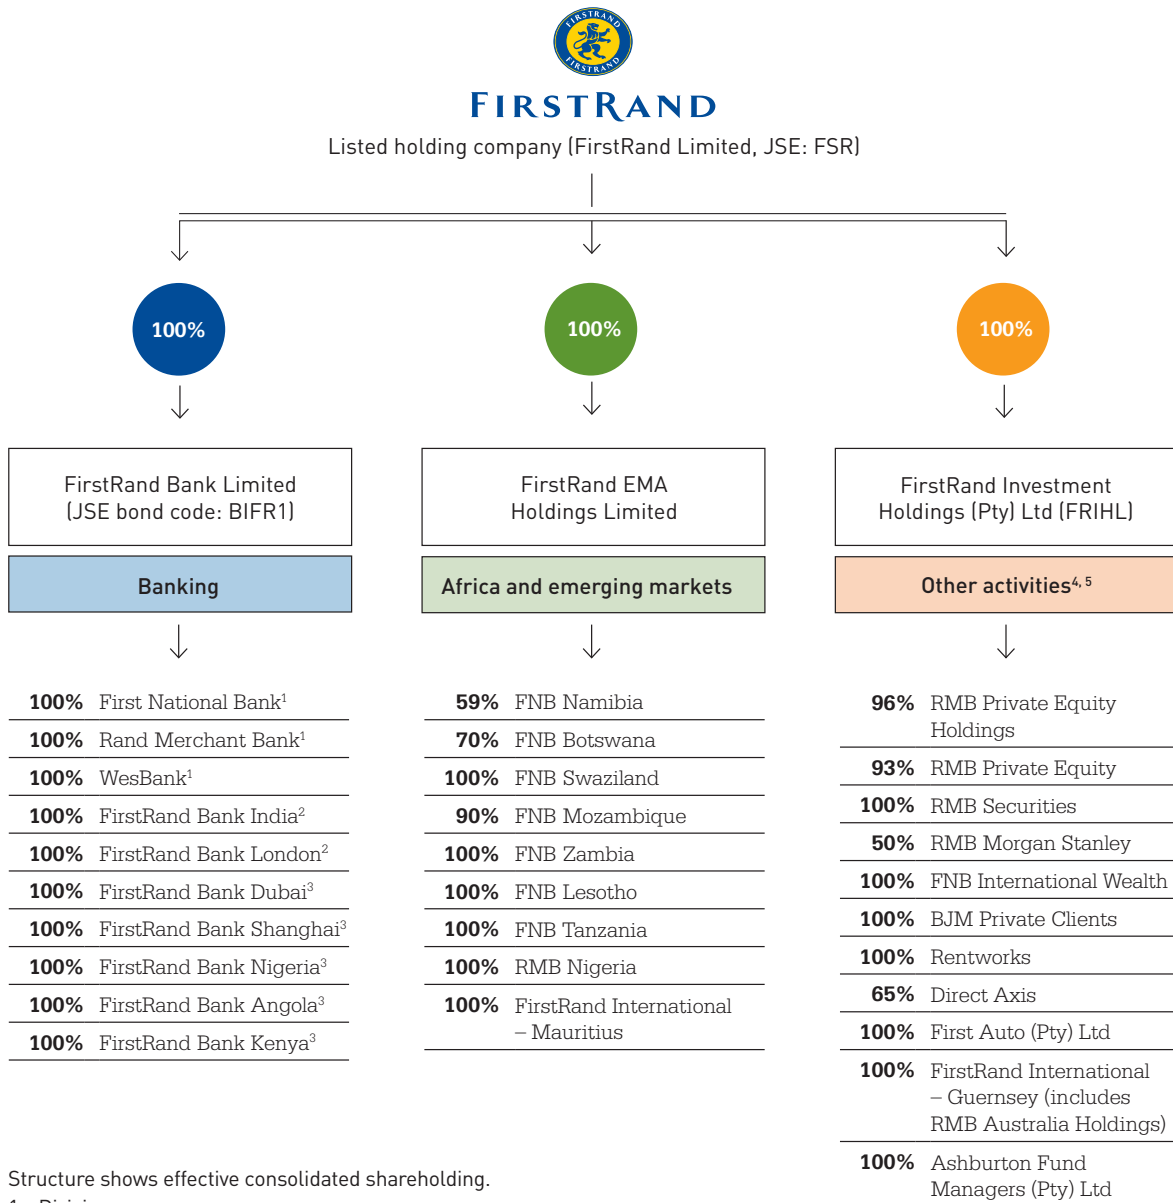 FIRSTRAND
FIRSTRAND
FIRSTRAND
Listed holding company (FirstRand Limited, JSE: FSR)
100%
100%
100%
FirstRand Bank Limited
(JSE bond code: BIFR1)
Banking
100% First National Bank¹
100% Rand Merchant Bank¹
100% WesBank¹
100% FirstRand Bank India²
100% FirstRand Bank London²
100% FirstRand Bank Dubai³
100% FirstRand Bank Shanghai³
100% FirstRand Bank Nigeria³
100% FirstRand Bank Angola³
100% FirstRand Bank Kenya³
FirstRand EMA
Holdings Limited
Africa and emerging markets
59% FNB Namibia
70% FNB Botswana
100% FNB Swaziland
90% FNB Mozambique
100% FNB Zambia
100% FNB Lesotho
100% FNB Tanzania
100% RMB Nigeria
100% FirstRand International
– Mauritius
FirstRand Investment
Holdings (Pty) Ltd (FRIHL)
Other activities⁴, ⁵
96% RMB Private Equity
Holdings
93% RMB Private Equity
100% RMB Securities
50% RMB Morgan Stanley
100% FNB International Wealth
100% BJM Private Clients
100% Rentworks
65% Direct Axis
100% First Auto (Pty) Ltd
100% FirstRand International
– Guernsey (includes
RMB Australia Holdings)
100% Ashburton Fund
Managers (Pty) Ltd
Structure shows effective consolidated shareholding.